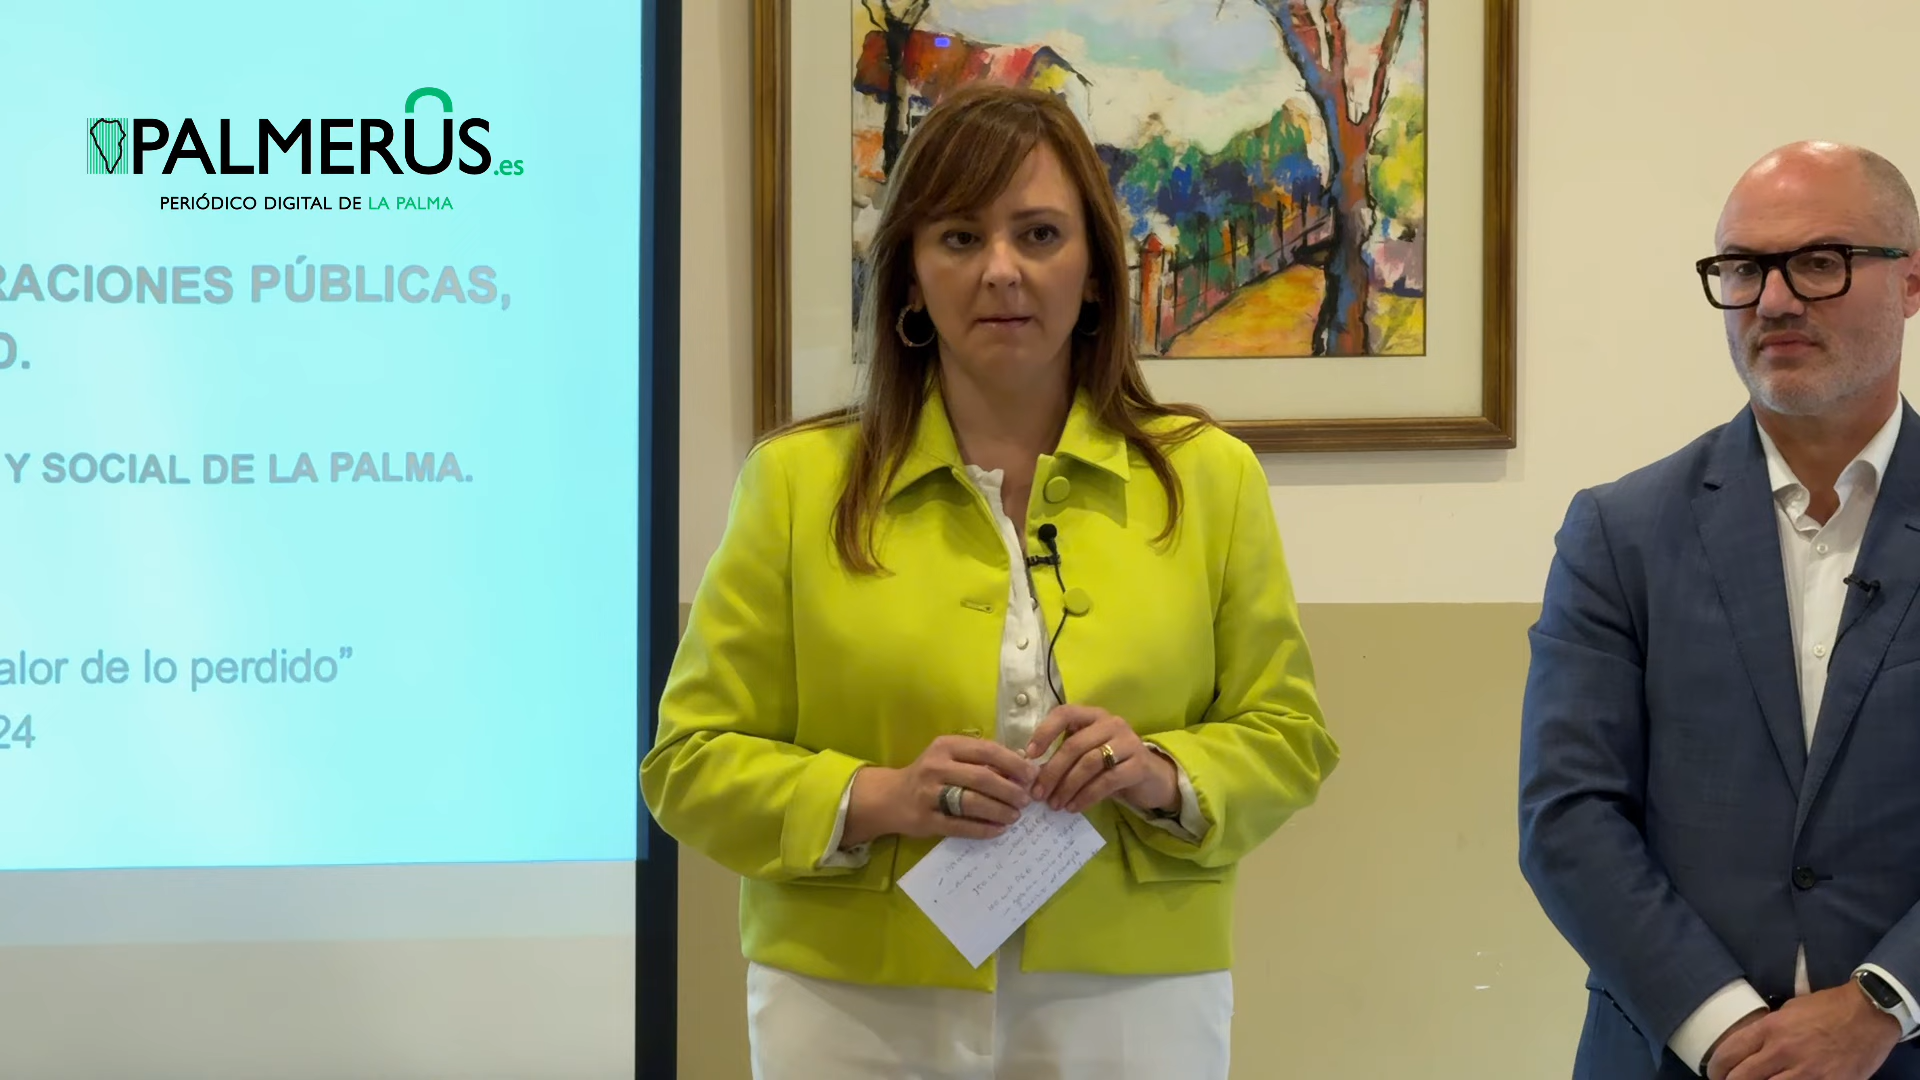 PALMERUS.es
PERIÓDICO DIGITAL DE LA PALMA
RACIONES PÚBLICAS,
O.
Y SOCIAL DE LA PALMA.
alor de lo perdido”
24